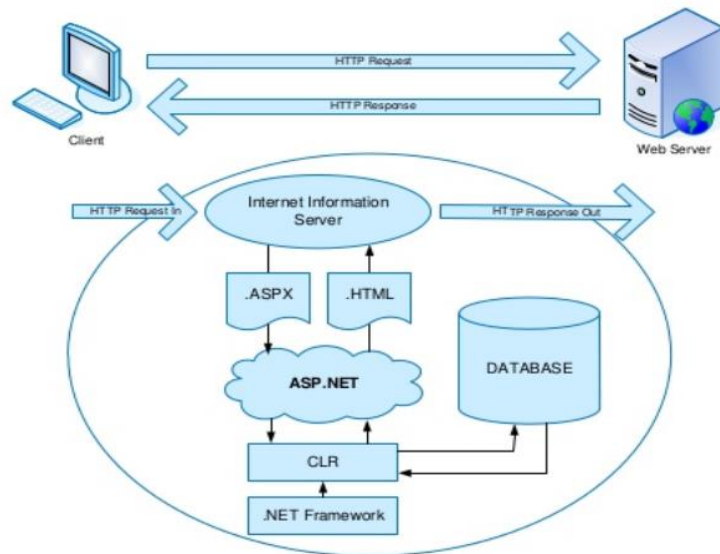 HTTP Request
HTTP Response
Client
Web Server
HTTP Request In
Internet Information
Server
HTTP Response Out
.ASPX
.HTML
ASP.NET
DATABASE
CLR
.NET Framework